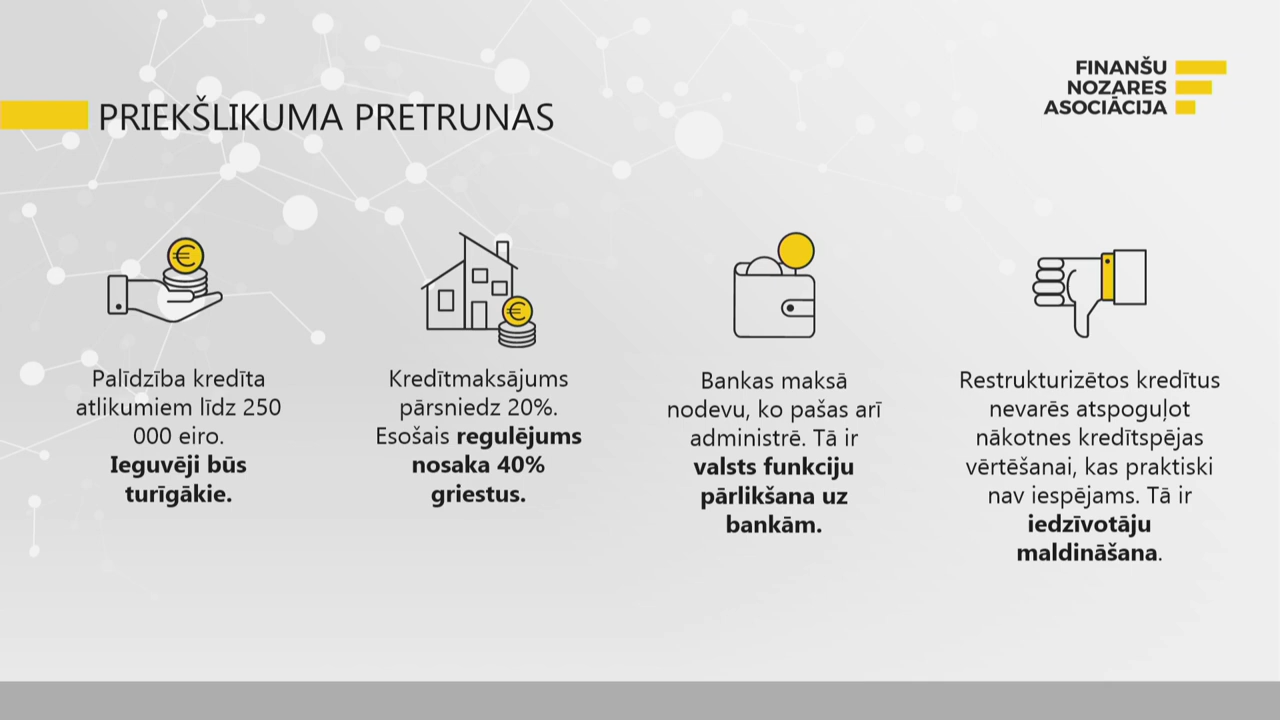 FINANŠU
NOZARES
ASOCIĀCIJA
PRIEKŠLIKUMA PRETRUNAS
Palīdzība kredīta
atlikumiem līdz 250
000 eiro.
Ieguvēji būs
turīgākie.
Kredītmaksājums
pārsniedz 20%.
Esošais regulējums
nosaka 40%
griestus.
Bankas maksā
nodevu, ko pašas arī
administrē. Tā ir
valsts funkciju
pārlikšana uz
bankām.
Restrukturizētos kredītus
nevarēs atspoguļot
nākotnes kredītspējas
vērtēšanai, kas praktiski
nav iespējams. Tā ir
iedzīvotāju
maldināšana.